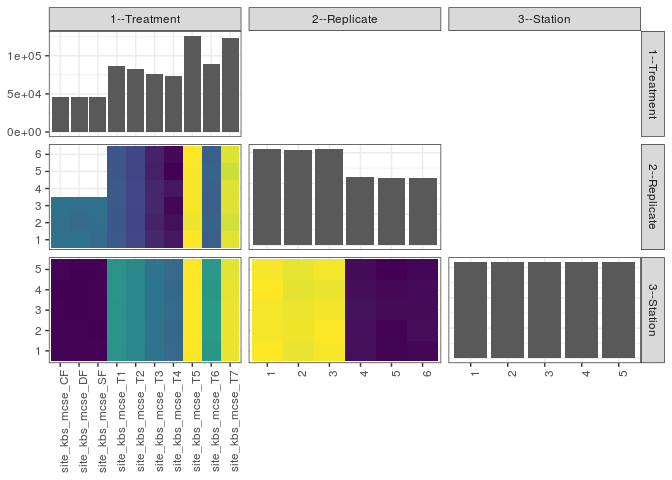 1--Treatment
2--Replicate
3--Station
1e+05
5e+04
0e+00
1--Treatment
6
5
4
3
2
1
2--Replicate
5
4
3
2
1
3--Station
site_kbs_mcse_CF
site_kbs_mcse_DF
site_kbs_mcse_SF
site_kbs_mcse_T1
site_kbs_mcse_T2
site_kbs_mcse_T3
site_kbs_mcse_T4
site_kbs_mcse_T5
site_kbs_mcse_T6
site_kbs_mcse_T7
1
2
3
4
5
6
1
2
3
4
5